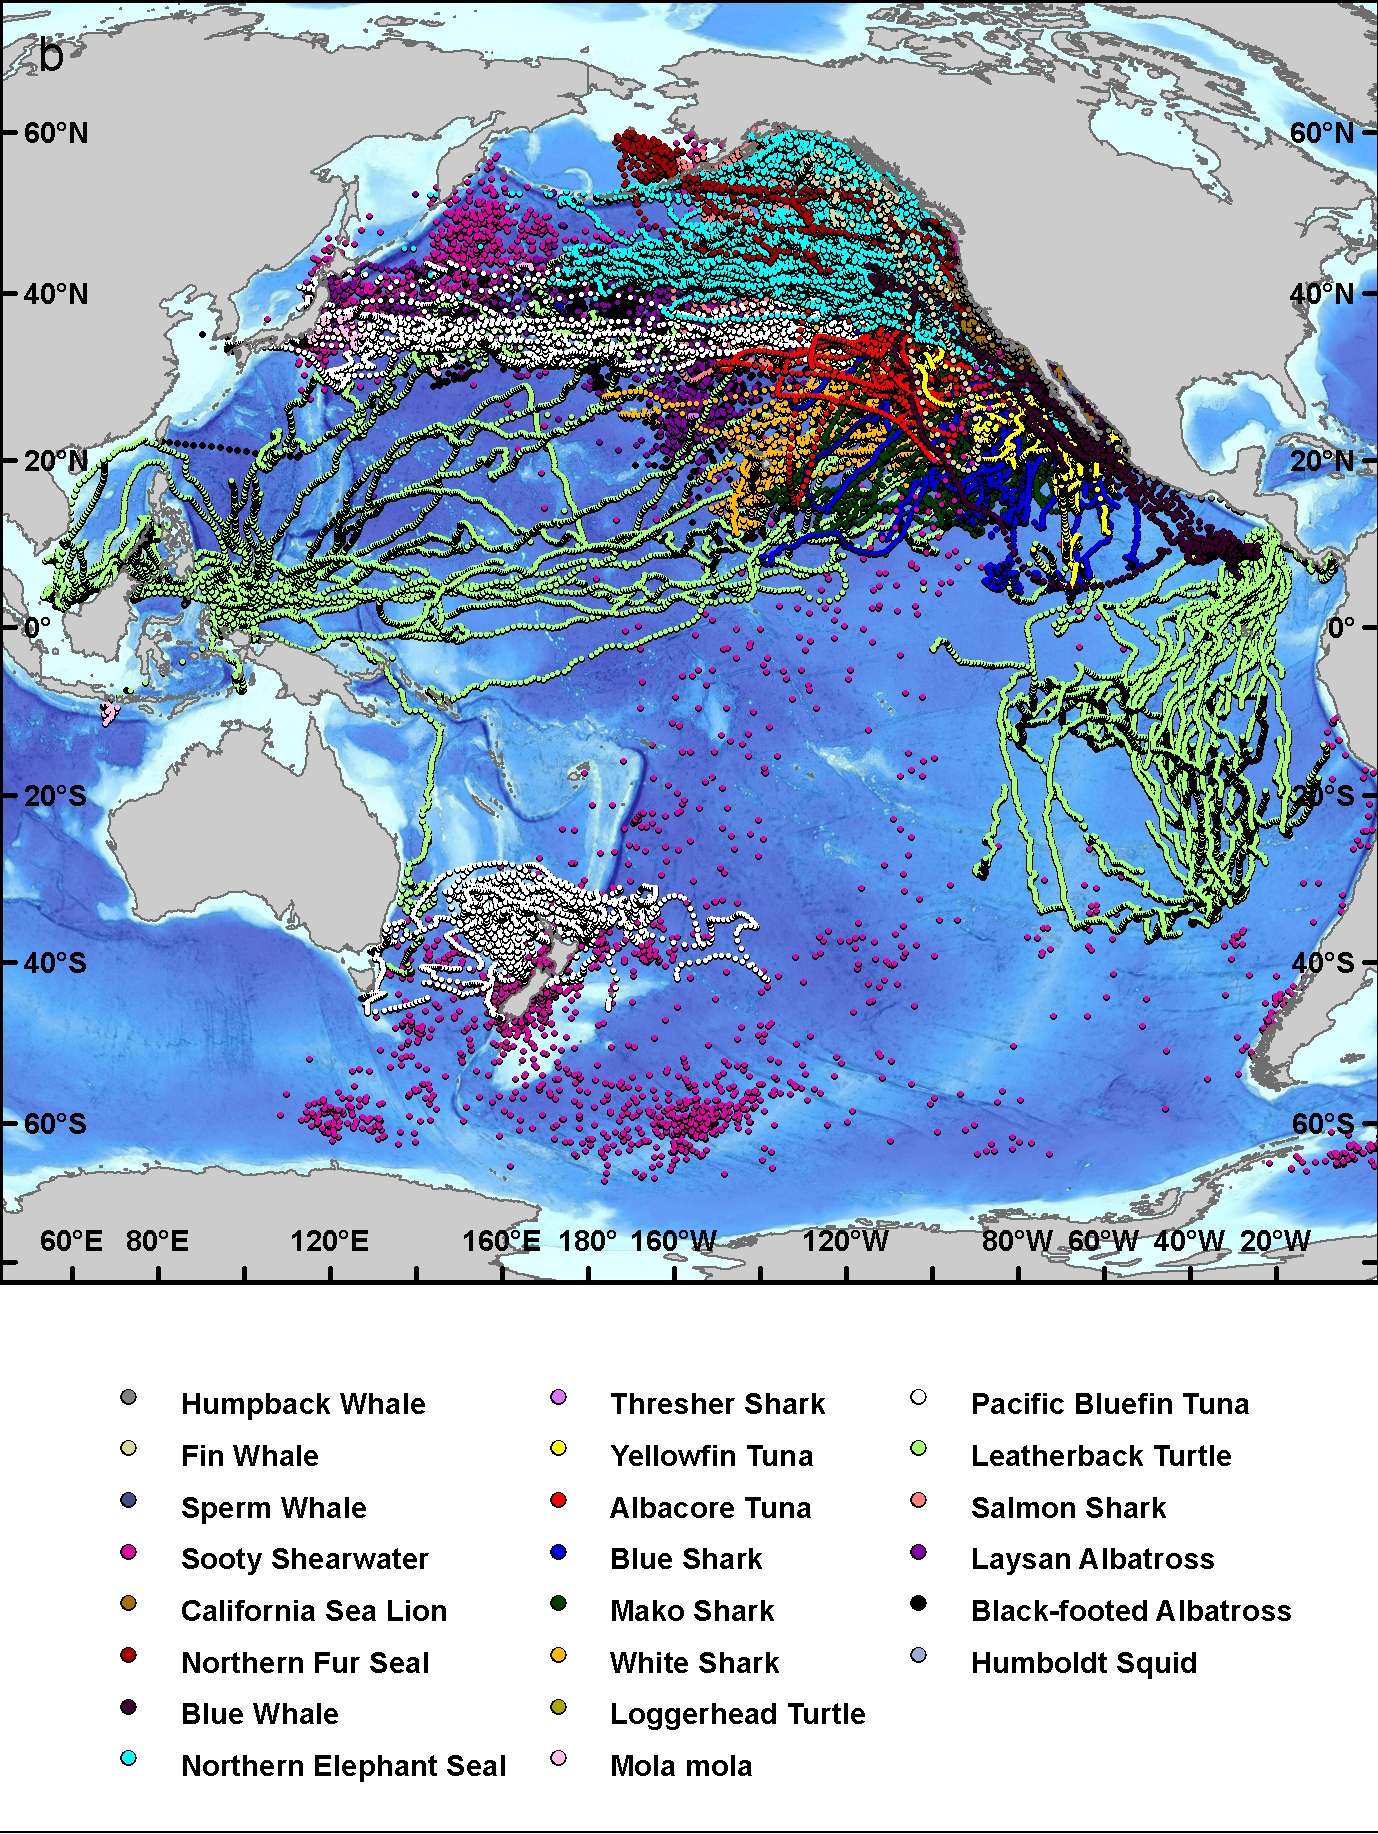 b
60°N 60°N
40°N 40°N
20°N 20°N
0° 0°
20°S 20°S
40°S 40°S
60°S 60°S
60°E 80°E 120°E 160°E 180° 160°W 120°W 80°W 60°W 40°W 20°W
Humpback Whale Thresher Shark Pacific Bluefin Tuna
Fin Whale Yellowfin Tuna Leatherback Turtle
Sperm Whale Albacore Tuna Salmon Shark
Sooty Shearwater Blue Shark Laysan Albatross
California Sea Lion Mako Shark Black-footed Albatross
Northern Fur Seal White Shark Humboldt Squid
Blue Whale Loggerhead Turtle
Northern Elephant Seal Mola mola